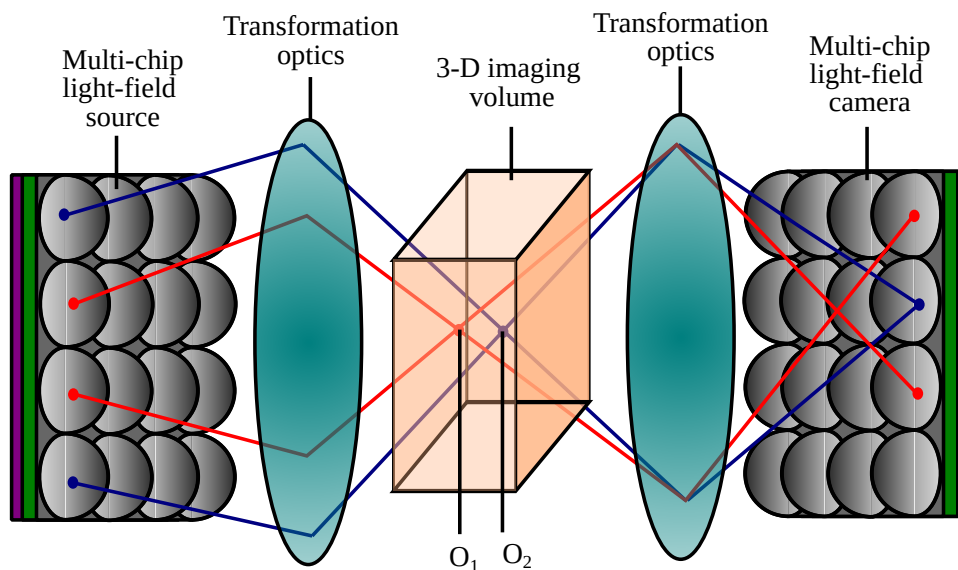 Multi-chip
light-field
source
Transformation
optics
3-D imaging
volume
Transformation
optics
Multi-chip
light-field
camera
O₁
O₂